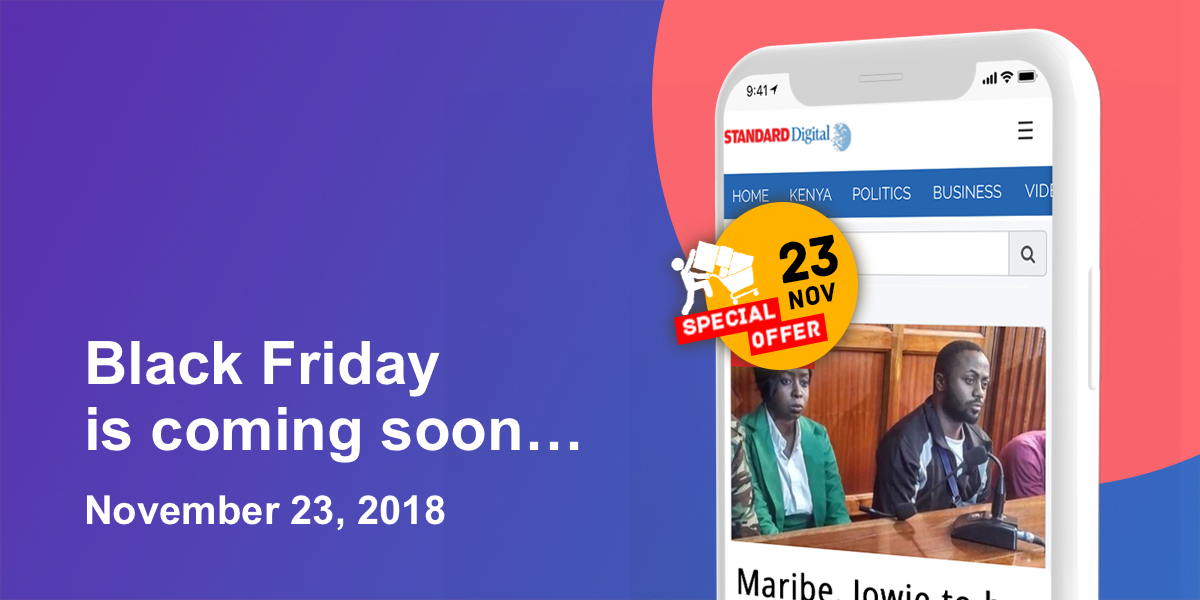 Black Friday
is coming soon…
November 23, 2018
9:41
STANDARD Digital
HOME KENYA POLITICS BUSINESS
23
NOV
SPECIAL
OFFER
Maribe, Jowie to